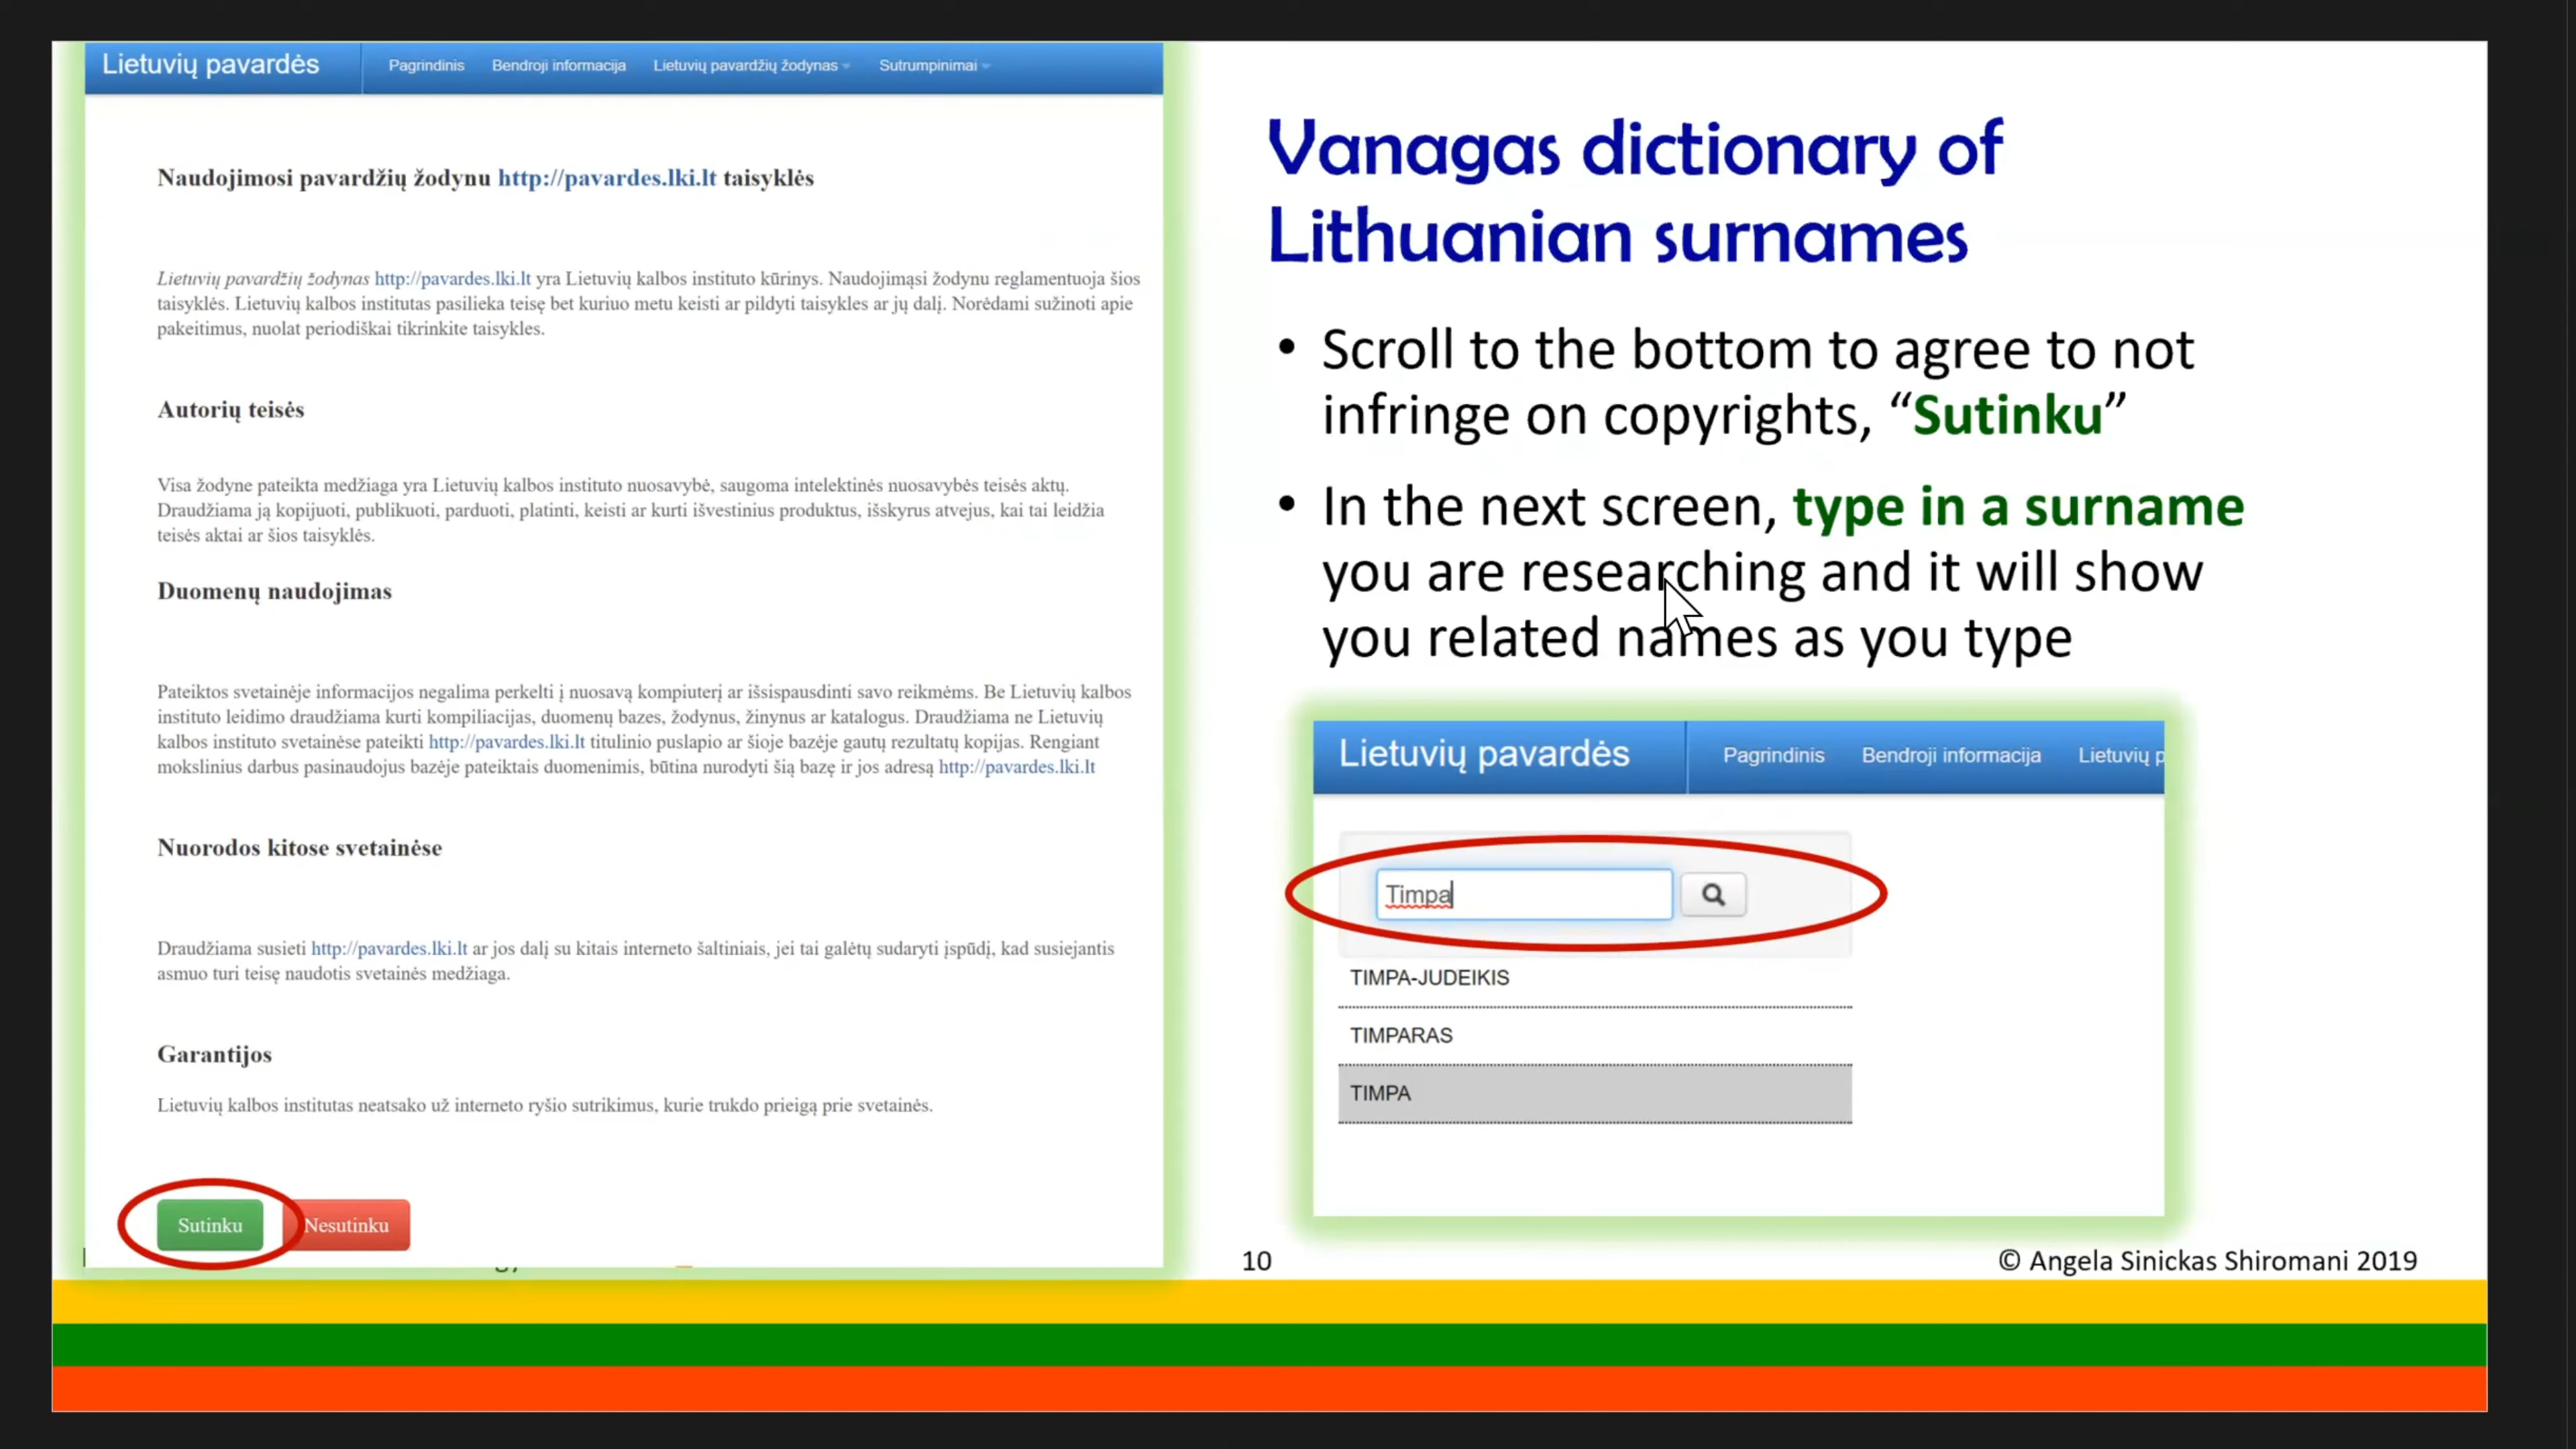 Lietuvių pavardės Pagrindinis Bendroji informacija Lietuvių pavardžių žodynas Sutrumpinimai
Naudojimosi pavardžių žodynu http://pavardes.lki.lt taisyklės
Lietuvių pavardžių žodynas http://pavardes.lki.lt yra Lietuvių kalbos instituto kūrinys. Naudojimąsi žodynu reglamentuoja šios
taisyklės. Lietuvių kalbos institutas pasilieka teisę bet kuriuo metu keisti ar pildyti taisykles ar jų dalį. Norėdami sužinoti apie
pakeitimus, nuolat periodiškai tikrinkite taisykles.
Autorių teisės
Visa žodyne pateikta medžiaga yra Lietuvių kalbos instituto nuosavybė, saugoma intelektinės nuosavybės teisės aktų.
Draudžiama ją kopijuoti, publikuoti, parduoti, platinti, keisti ar kurti išvestinius produktus, išskyrus atvejus, kai tai leidžia
teisės aktai ar šios taisyklės.
Duomenų naudojimas
Pateiktos svetainėje informacijos negalima perkelti į nuosavą kompiuterį ar išsispausdinti savo reikmėms. Be Lietuvių kalbos
instituto leidimo draudžiama kurti kompiliacijas, duomenų bazes, žodynus, žinynus ar katalogus. Draudžiama ne Lietuvių
kalbos instituto svetainėse pateikti http://pavardes.lki.lt titulinio puslapio ar šioje bazėje gautų rezultatų kopijas. Rengiant
mokslinius darbus pasinaudojus bazėje pateiktais duomenimis, būtina nurodyti šią bazę ir jos adresą http://pavardes.lki.lt
Nuorodos kitose svetainėse
Draudžiama susieti http://pavardes.lki.lt ar jos dalį su kitais interneto šaltiniais, jei tai galėtų sudaryti įspūdį, kad susiejantis
asmuo turi teisę naudotis svetainės medžiaga.
Garantijos
Lietuvių kalbos institutas neatsako už interneto ryšio sutrikimus, kurie trukdo prieigą prie svetainės.
Sutinku Nesutinku
Vanagas dictionary of
Lithuanian surnames
• Scroll to the bottom to agree to not
infringe on copyrights, “Sutinku”
• In the next screen, type in a surname
you are researching and it will show
you related names as you type
Lietuvių pavardės Pagrindinis Bendroji informacija Lietuvių p
Timpa
TIMPA-JUDEIKIS
TIMPARAS
TIMPA
10
© Angela Sinickas Shiromani 2019